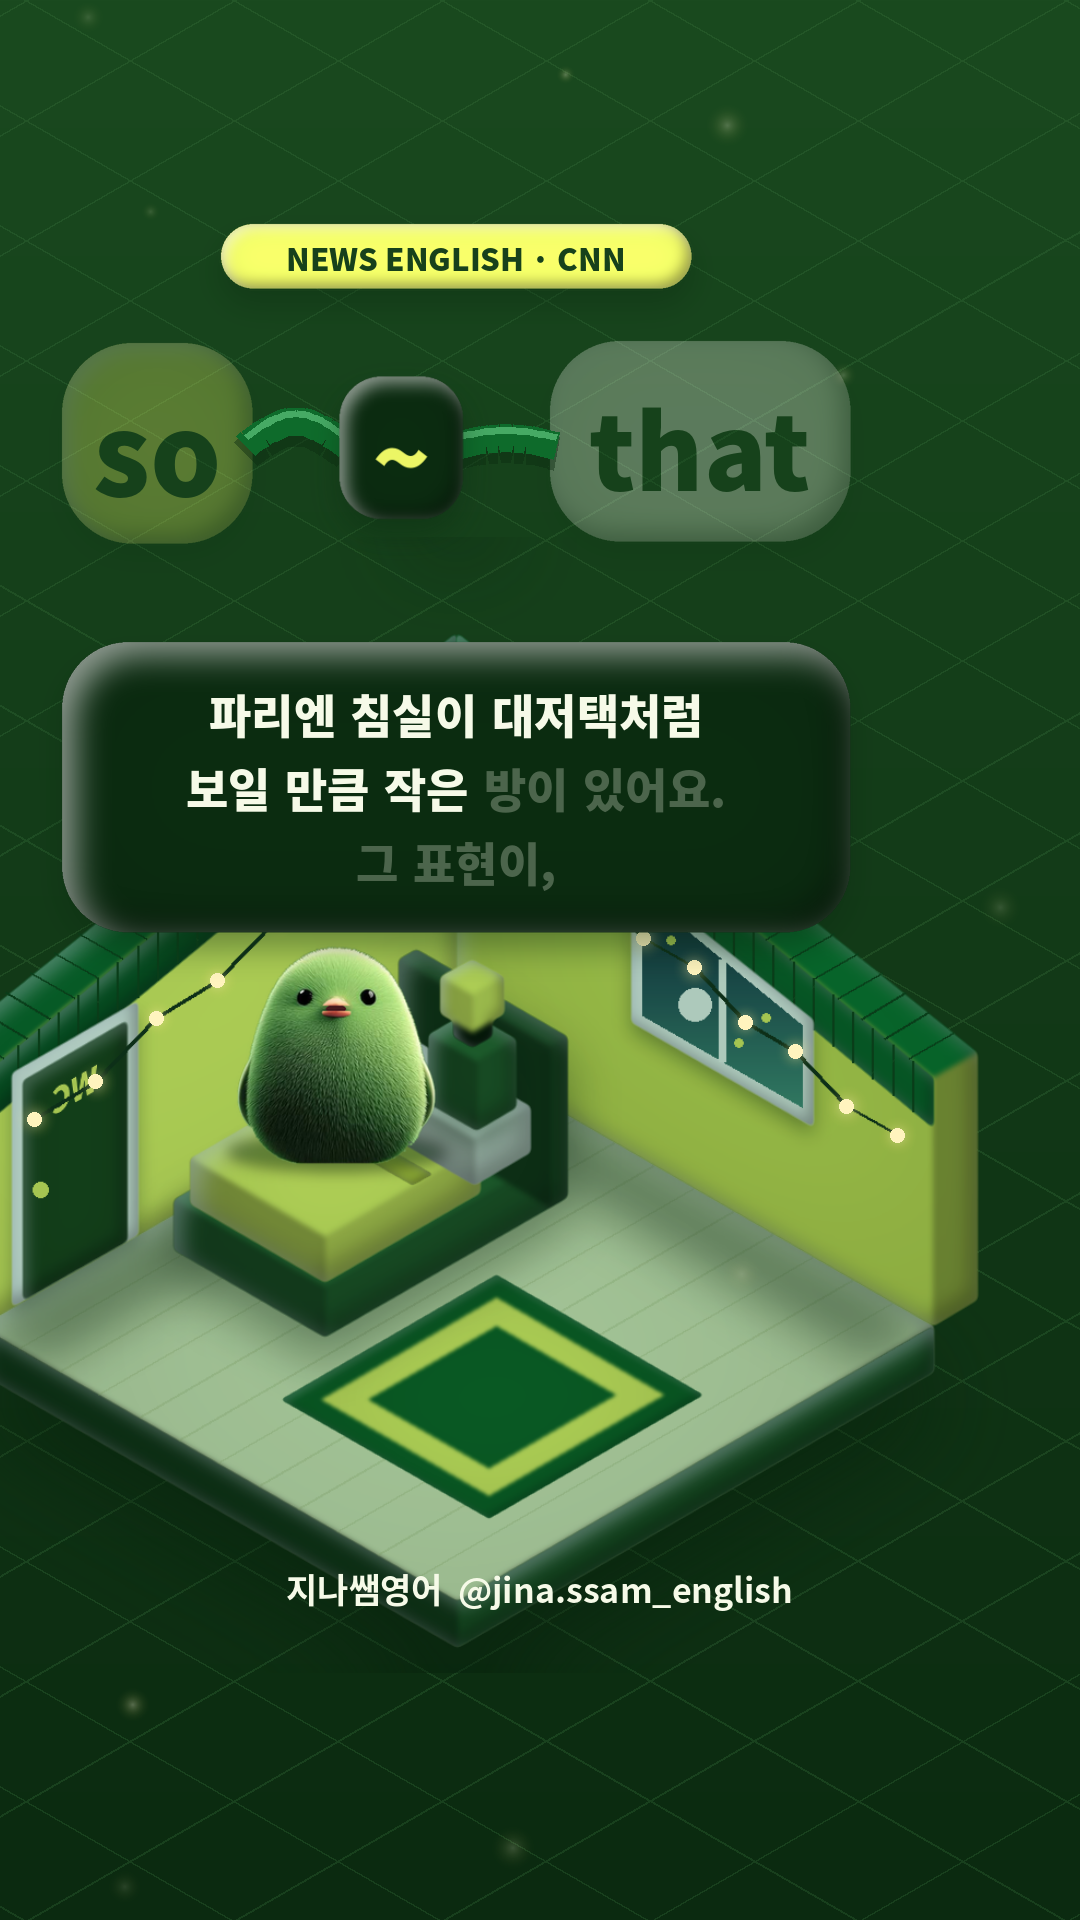 NEWS ENGLISH · CNN
so ~ that
파리엔 침실이 대저택처럼
보일 만큼 작은 방이 있어요.
그 표현이,
WC
지나쌤영어 @jina.ssam_english